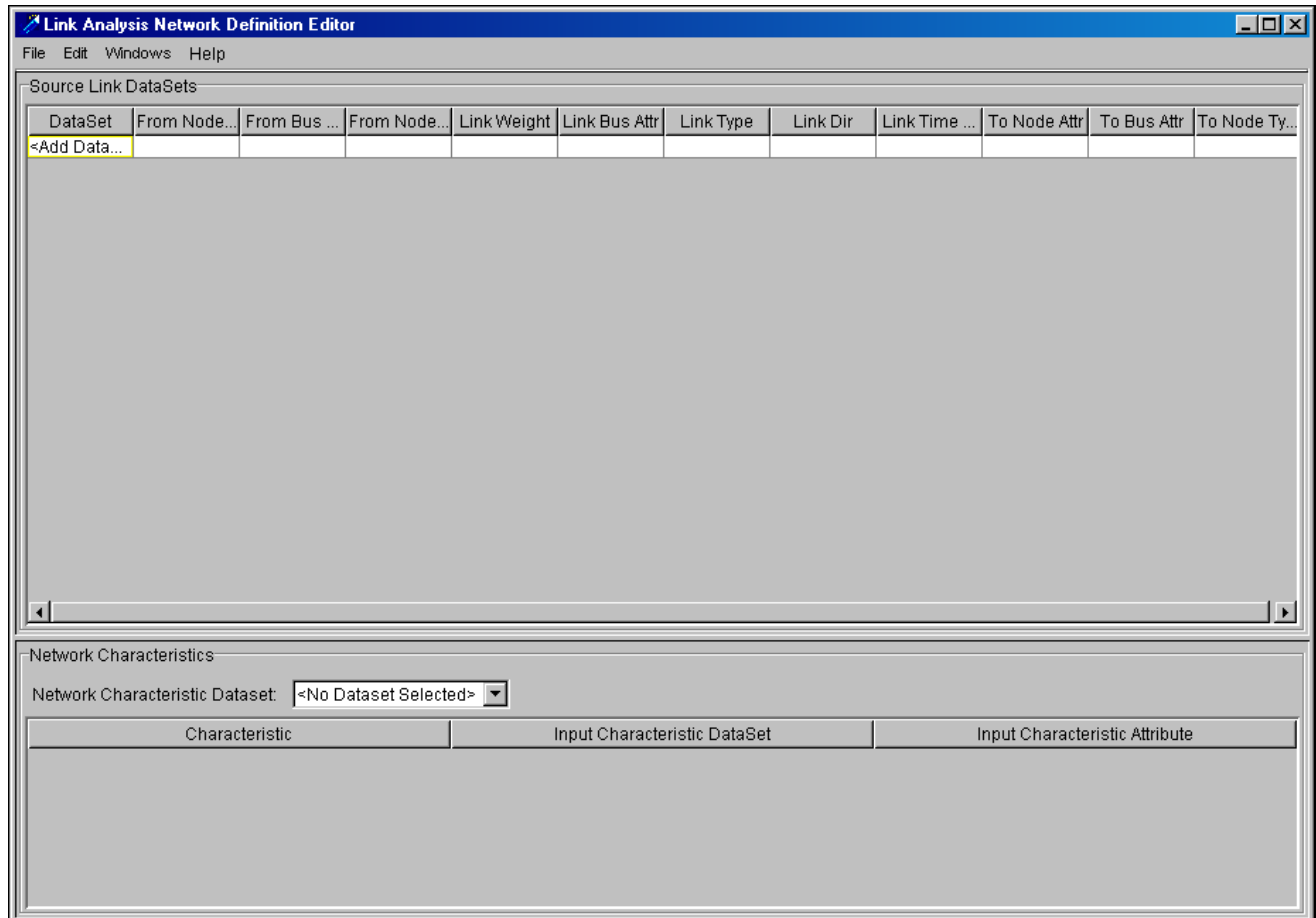 Link Analysis Network Definition Editor
File Edit Windows Help
Source Link DataSets
DataSet From Node... From Bus ... From Node... Link Weight Link Bus Attr Link Type Link Dir Link Time ... To Node Attr To Bus Attr To Node Ty...
<Add Data...
Network Characteristics
Network Characteristic Dataset: <No Dataset Selected>
Characteristic Input Characteristic DataSet Input Characteristic Attribute